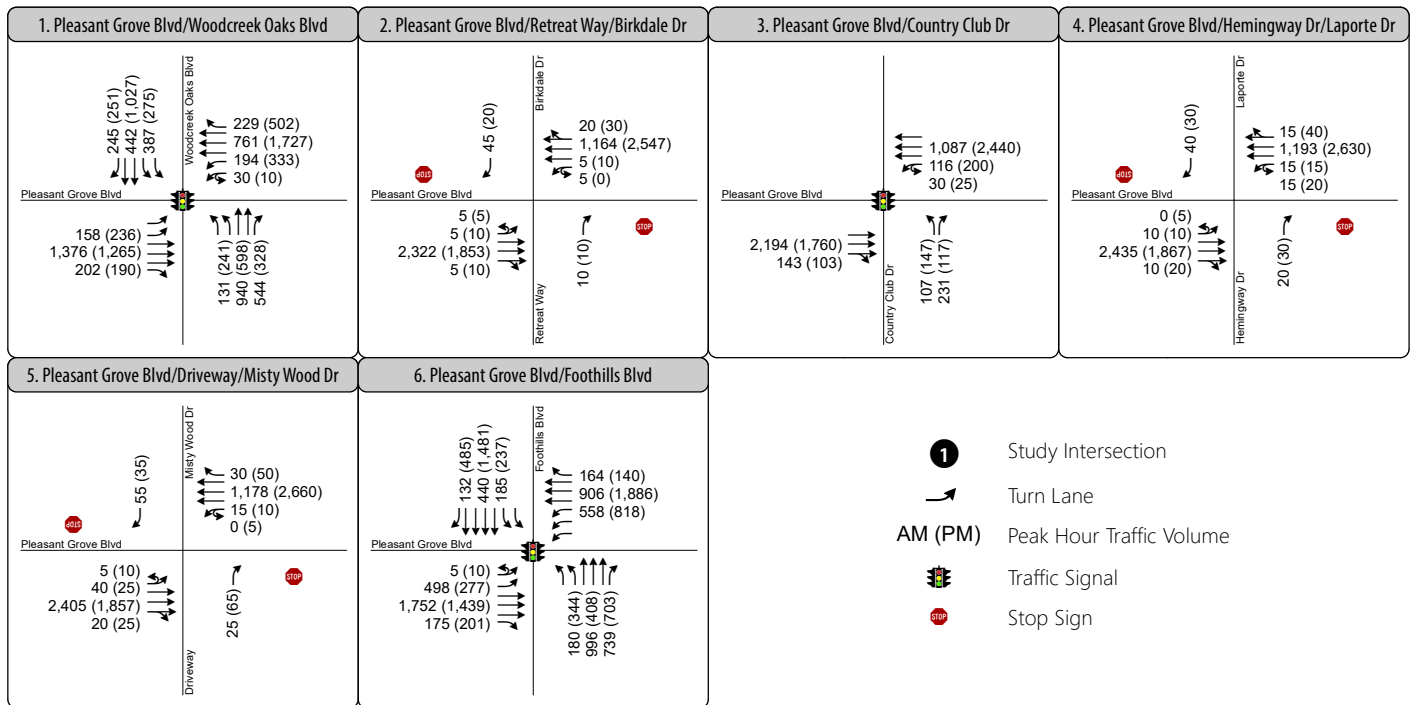 1. Pleasant Grove Blvd/Woodcreek Oaks Blvd
245 (251)
442 (1,027)
387 (275)
Woodcreek Oaks Blvd
229 (502)
761 (1,727)
194 (333)
30 (10)
Pleasant Grove Blvd
158 (236)
1,376 (1,265)
202 (190)
131 (241)
940 (598)
544 (328)
2. Pleasant Grove Blvd/Retreat Way/Birkdale Dr
45 (20)
Birkdale Dr
20 (30)
1,164 (2,547)
5 (10)
5 (0)
STOP
Pleasant Grove Blvd
5 (5)
5 (10)
2,322 (1,853)
5 (10)
Retreat Way
10 (10)
STOP
3. Pleasant Grove Blvd/Country Club Dr
1,087 (2,440)
116 (200)
30 (25)
Pleasant Grove Blvd
2,194 (1,760)
143 (103)
Country Club Dr
107 (147)
231 (117)
4. Pleasant Grove Blvd/Hemingway Dr/Laporte Dr
40 (30)
Laporte Dr
15 (40)
1,193 (2,630)
15 (15)
15 (20)
STOP
Pleasant Grove Blvd
0 (5)
10 (10)
2,435 (1,867)
10 (20)
Hemingway Dr
20 (30)
STOP
5. Pleasant Grove Blvd/Driveway/Misty Wood Dr
55 (35)
Misty Wood Dr
30 (50)
1,178 (2,660)
15 (10)
0 (5)
STOP
Pleasant Grove Blvd
5 (10)
40 (25)
2,405 (1,857)
20 (25)
Driveway
25 (65)
STOP
6. Pleasant Grove Blvd/Foothills Blvd
132 (485)
440 (1,481)
185 (237)
Foothills Blvd
164 (140)
906 (1,886)
558 (818)
Pleasant Grove Blvd
5 (10)
498 (277)
1,752 (1,439)
175 (201)
180 (344)
996 (408)
739 (703)
1 Study Intersection
Turn Lane
AM (PM) Peak Hour Traffic Volume
Traffic Signal
STOP Stop Sign